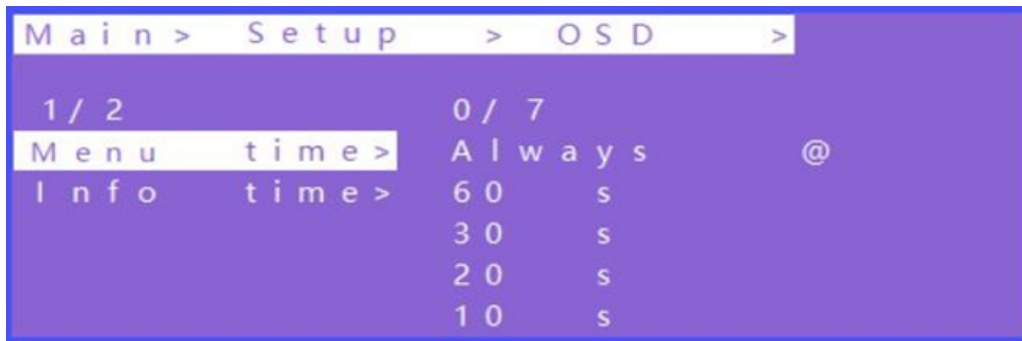 Main> Setup > OSD >
1/ 2 0/ 7
Menu time> Always @
Info time> 60 s
30 s
20 s
10 s